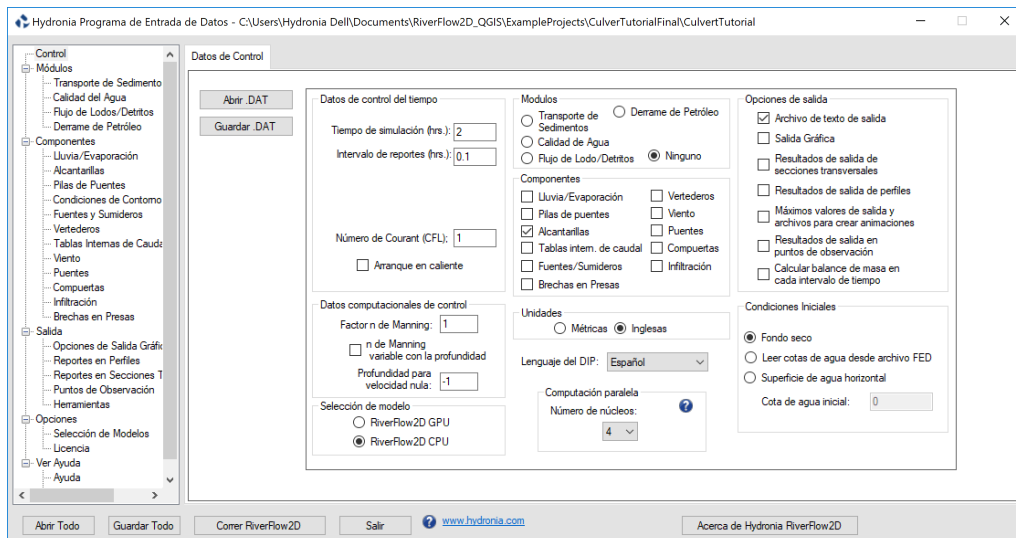 Hydronia Programa de Entrada de Datos - C:\Users\Hydronia Dell\Documents\RiverFlow2D_QGIS\ExampleProjects\CulverTutorialFinal\CulvertTutorial
Control
Módulos
Transporte de Sedimento
Calidad del Agua
Flujo de Lodos/Detritos
Derrame de Petróleo
Componentes
Lluvia/Evaporación
Alcantarillas
Pilas de Puentes
Condiciones de Contorno
Fuentes y Sumideros
Vertederos
Tablas Internas de Cauda
Viento
Puentes
Compuertas
Infiltración
Brechas en Presas
Salida
Opciones de Salida Gráfic
Reportes en Perfiles
Reportes en Secciones T
Puntos de Observación
Herramientas
Opciones
Selección de Modelos
Licencia
Ver Ayuda
Ayuda
Datos de Control
Abrir .DAT
Guardar .DAT
Datos de control del tiempo
Tiempo de simulación (hrs.): 2
Intervalo de reportes (hrs.): 0.1
Número de Courant (CFL); 1
Arranque en caliente
Datos computacionales de control
Factor n de Manning: 1
n de Manning
variable con la profundidad
Profundidad para
velocidad nula: -1
Selección de modelo
RiverFlow2D GPU
RiverFlow2D CPU
Modulos
Transporte de
Sedimentos
Derrame de Petróleo
Calidad de Agua
Flujo de Lodo/Detritos
Ninguno
Componentes
Lluvia/Evaporación
Vertederos
Pilas de puentes
Viento
Alcantarillas
Puentes
Tablas intern. de caudal
Compuertas
Fuentes/Sumideros
Infiltración
Brechas en Presas
Unidades
Métricas
Inglesas
Lenguaje del DIP: Español
Computación paralela
Número de núcleos:
4
Opciones de salida
Archivo de texto de salida
Salida Gráfica
Resultados de salida de
secciones transversales
Resultados de salida de perfiles
Máximos valores de salida y
archivos para crear animaciones
Resultados de salida en
puntos de observación
Calcular balance de masa en
cada intervalo de tiempo
Condiciones Iniciales
Fondo seco
Leer cotas de agua desde archivo FED
Superficie de agua horizontal
Cota de agua inicial: 0
Abrir Todo
Guardar Todo
Correr RiverFlow2D
Salir
www.hydronia.com
Acerca de Hydronia RiverFlow2D